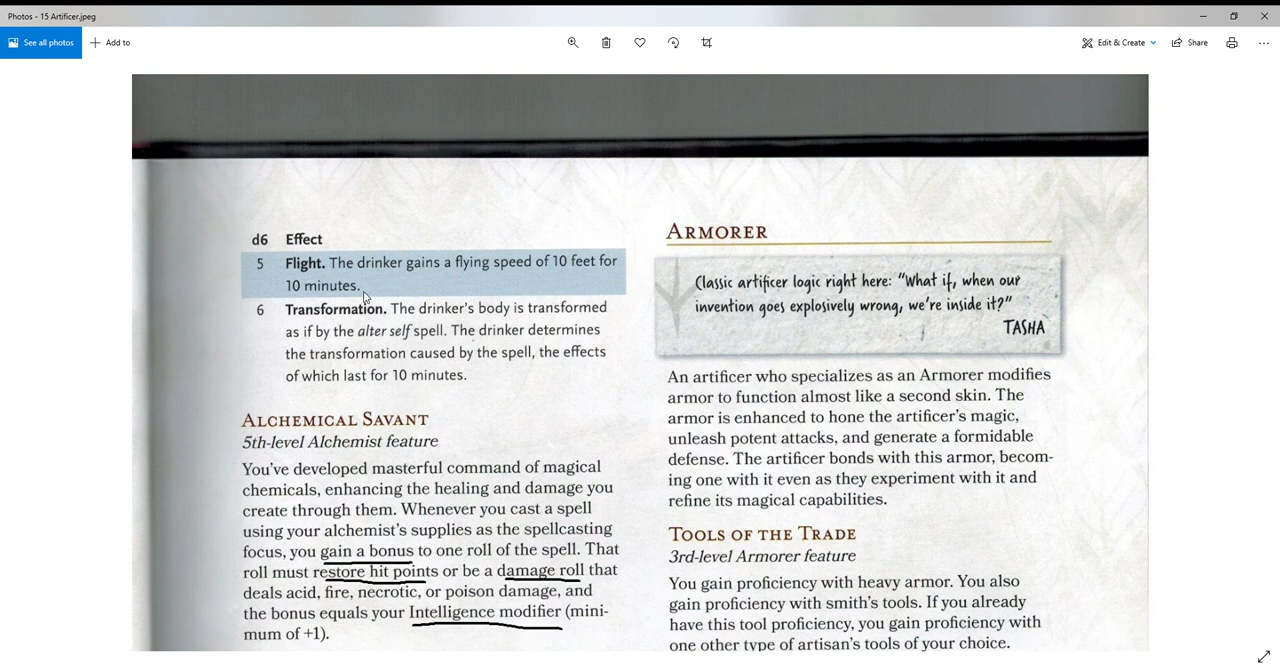 Photos - 15 Artificer.jpeg
See all photos
Add to
Edit & Create
Share
d6 Effect
5 Flight. The drinker gains a flying speed of 10 feet for
10 minutes.
6 Transformation. The drinker's body is transformed
as if by the alter self spell. The drinker determines
the transformation caused by the spell, the effects
of which last for 10 minutes.
ALCHEMICAL SAVANT
5th-level Alchemist feature
You've developed masterful command of magical
chemicals, enhancing the healing and damage you
create through them. Whenever you cast a spell
using your alchemist's supplies as the spellcasting
focus, you gain a bonus to one roll of the spell. That
roll must restore hit points or be a damage roll that
deals acid, fire, necrotic, or poison damage, and
the bonus equals your Intelligence modifier (mini-
mum of +1).
ARMORER
Classic artificer logic right here: "What if, when our
invention goes explosively wrong, we're inside it?"
TASHA
An artificer who specializes as an Armorer modifies
armor to function almost like a second skin. The
armor is enhanced to hone the artificer's magic,
unleash potent attacks, and generate a formidable
defense. The artificer bonds with this armor, becom-
ing one with it even as they experiment with it and
refine its magical capabilities.
TOOLS OF THE TRADE
3rd-level Armorer feature
You gain proficiency with heavy armor. You also
gain proficiency with smith's tools. If you already
have this tool proficiency, you gain proficiency with
one other type of artisan's tools of your choice.